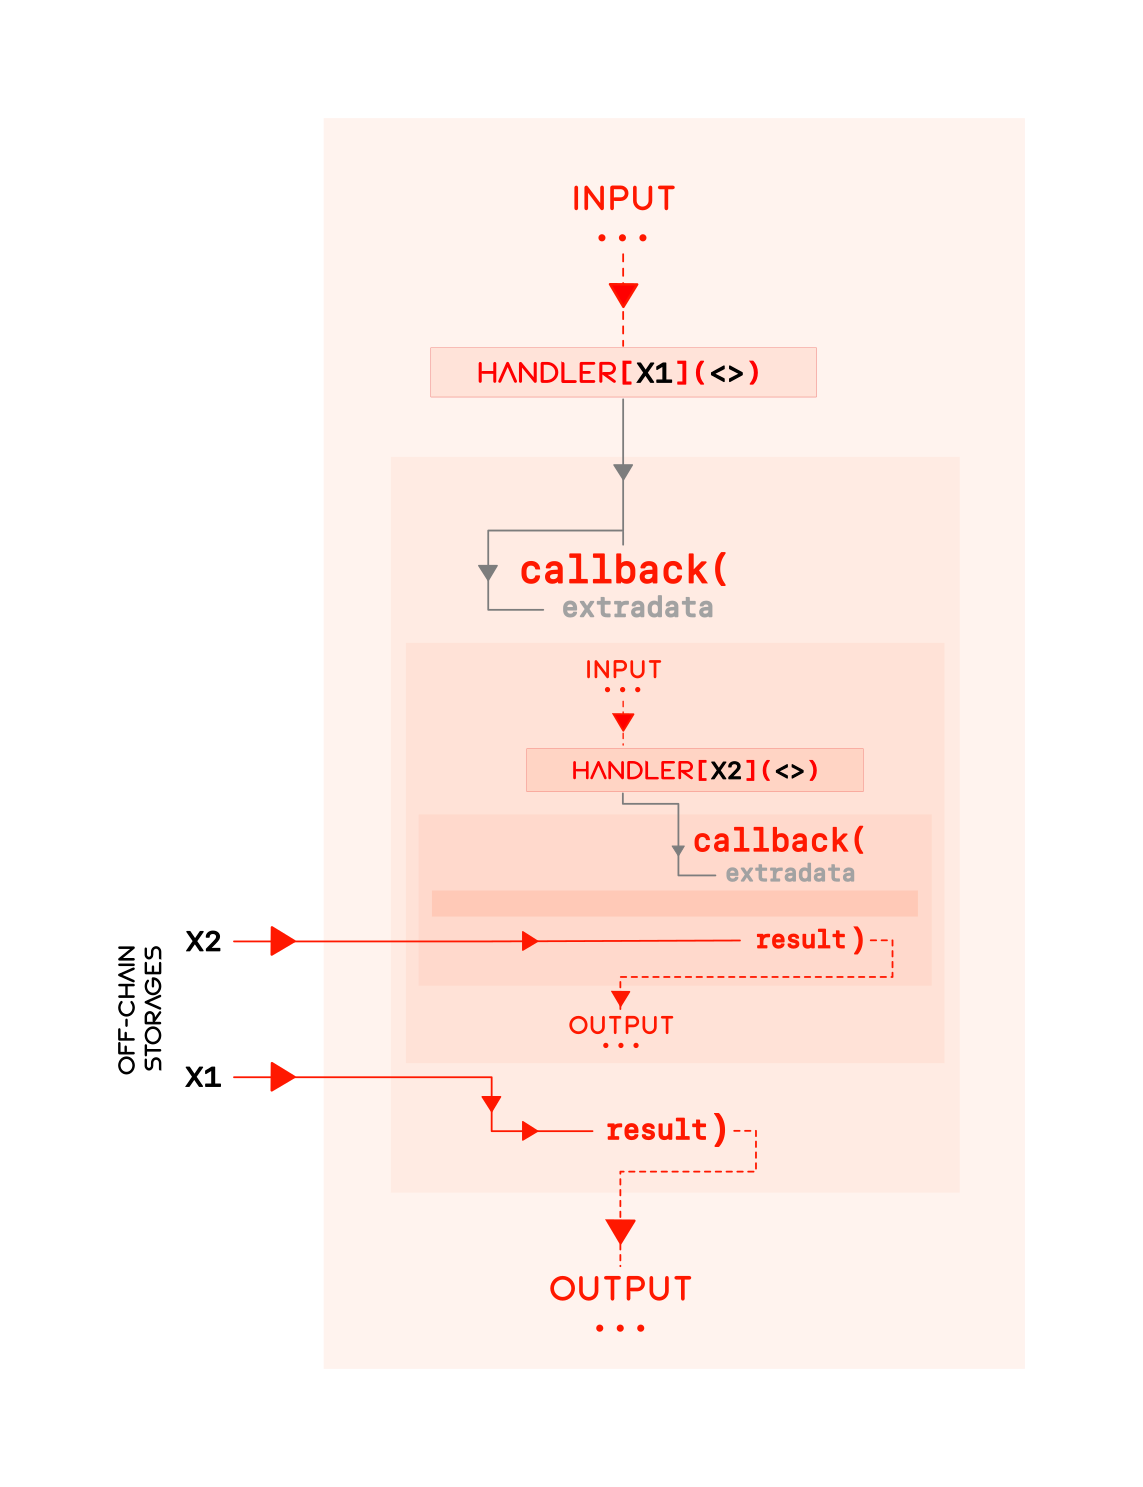 INPUT
...
HANDLER[X1](<>)
callback(
extradata
INPUT
...
HANDLER[X2](<>)
callback(
extradata
X2
result)
OFF-CHAIN
STORAGES
OUTPUT
...
X1
result)
OUTPUT
...